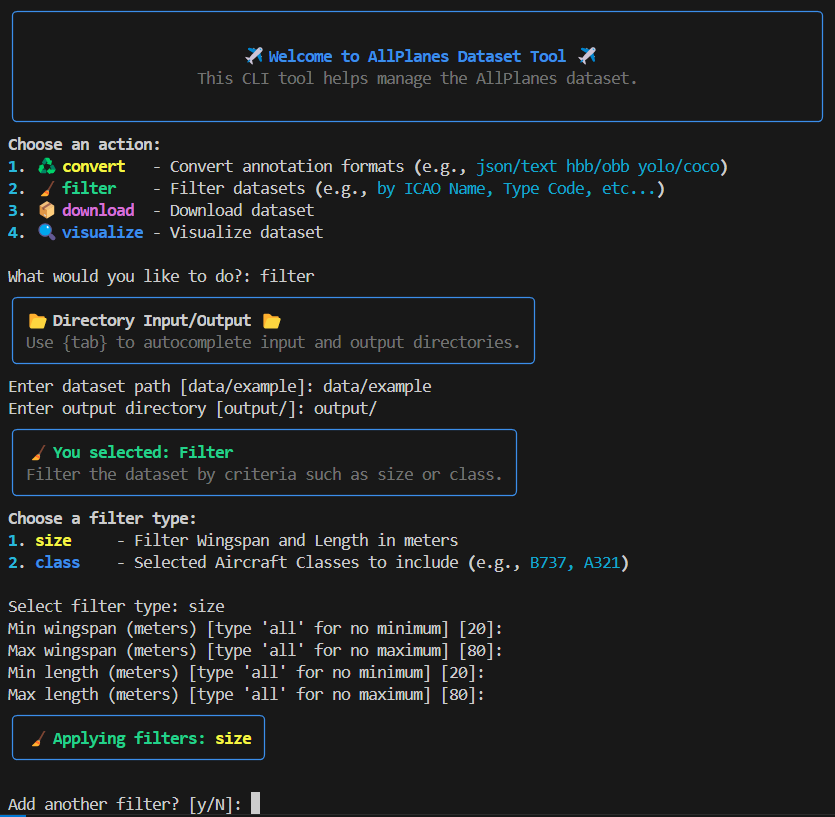 ✈️ Welcome to AllPlanes Dataset Tool ✈️
This CLI tool helps manage the AllPlanes dataset.
Choose an action:
1. ♻️ convert   - Convert annotation formats (e.g., json/text hbb/obb yolo/coco)
2. 🖌️ filter    - Filter datasets (e.g., by ICAO Name, Type Code, etc...)
3. 📦 download  - Download dataset
4. 🔍 visualize - Visualize dataset
What would you like to do?: filter
📂 Directory Input/Output 📂
Use {tab} to autocomplete input and output directories.
Enter dataset path [data/example]: data/example
Enter output directory [output/]: output/
🖌️ You selected: Filter
Filter the dataset by criteria such as size or class.
Choose a filter type:
1. size     - Filter Wingspan and Length in meters
2. class    - Selected Aircraft Classes to include (e.g., B737, A321)
Select filter type: size
Min wingspan (meters) [type 'all' for no minimum] [20]:
Max wingspan (meters) [type 'all' for no maximum] [80]:
Min length (meters) [type 'all' for no minimum] [20]:
Max length (meters) [type 'all' for no maximum] [80]:
🖌️ Applying filters: size
Add another filter? [y/N]: